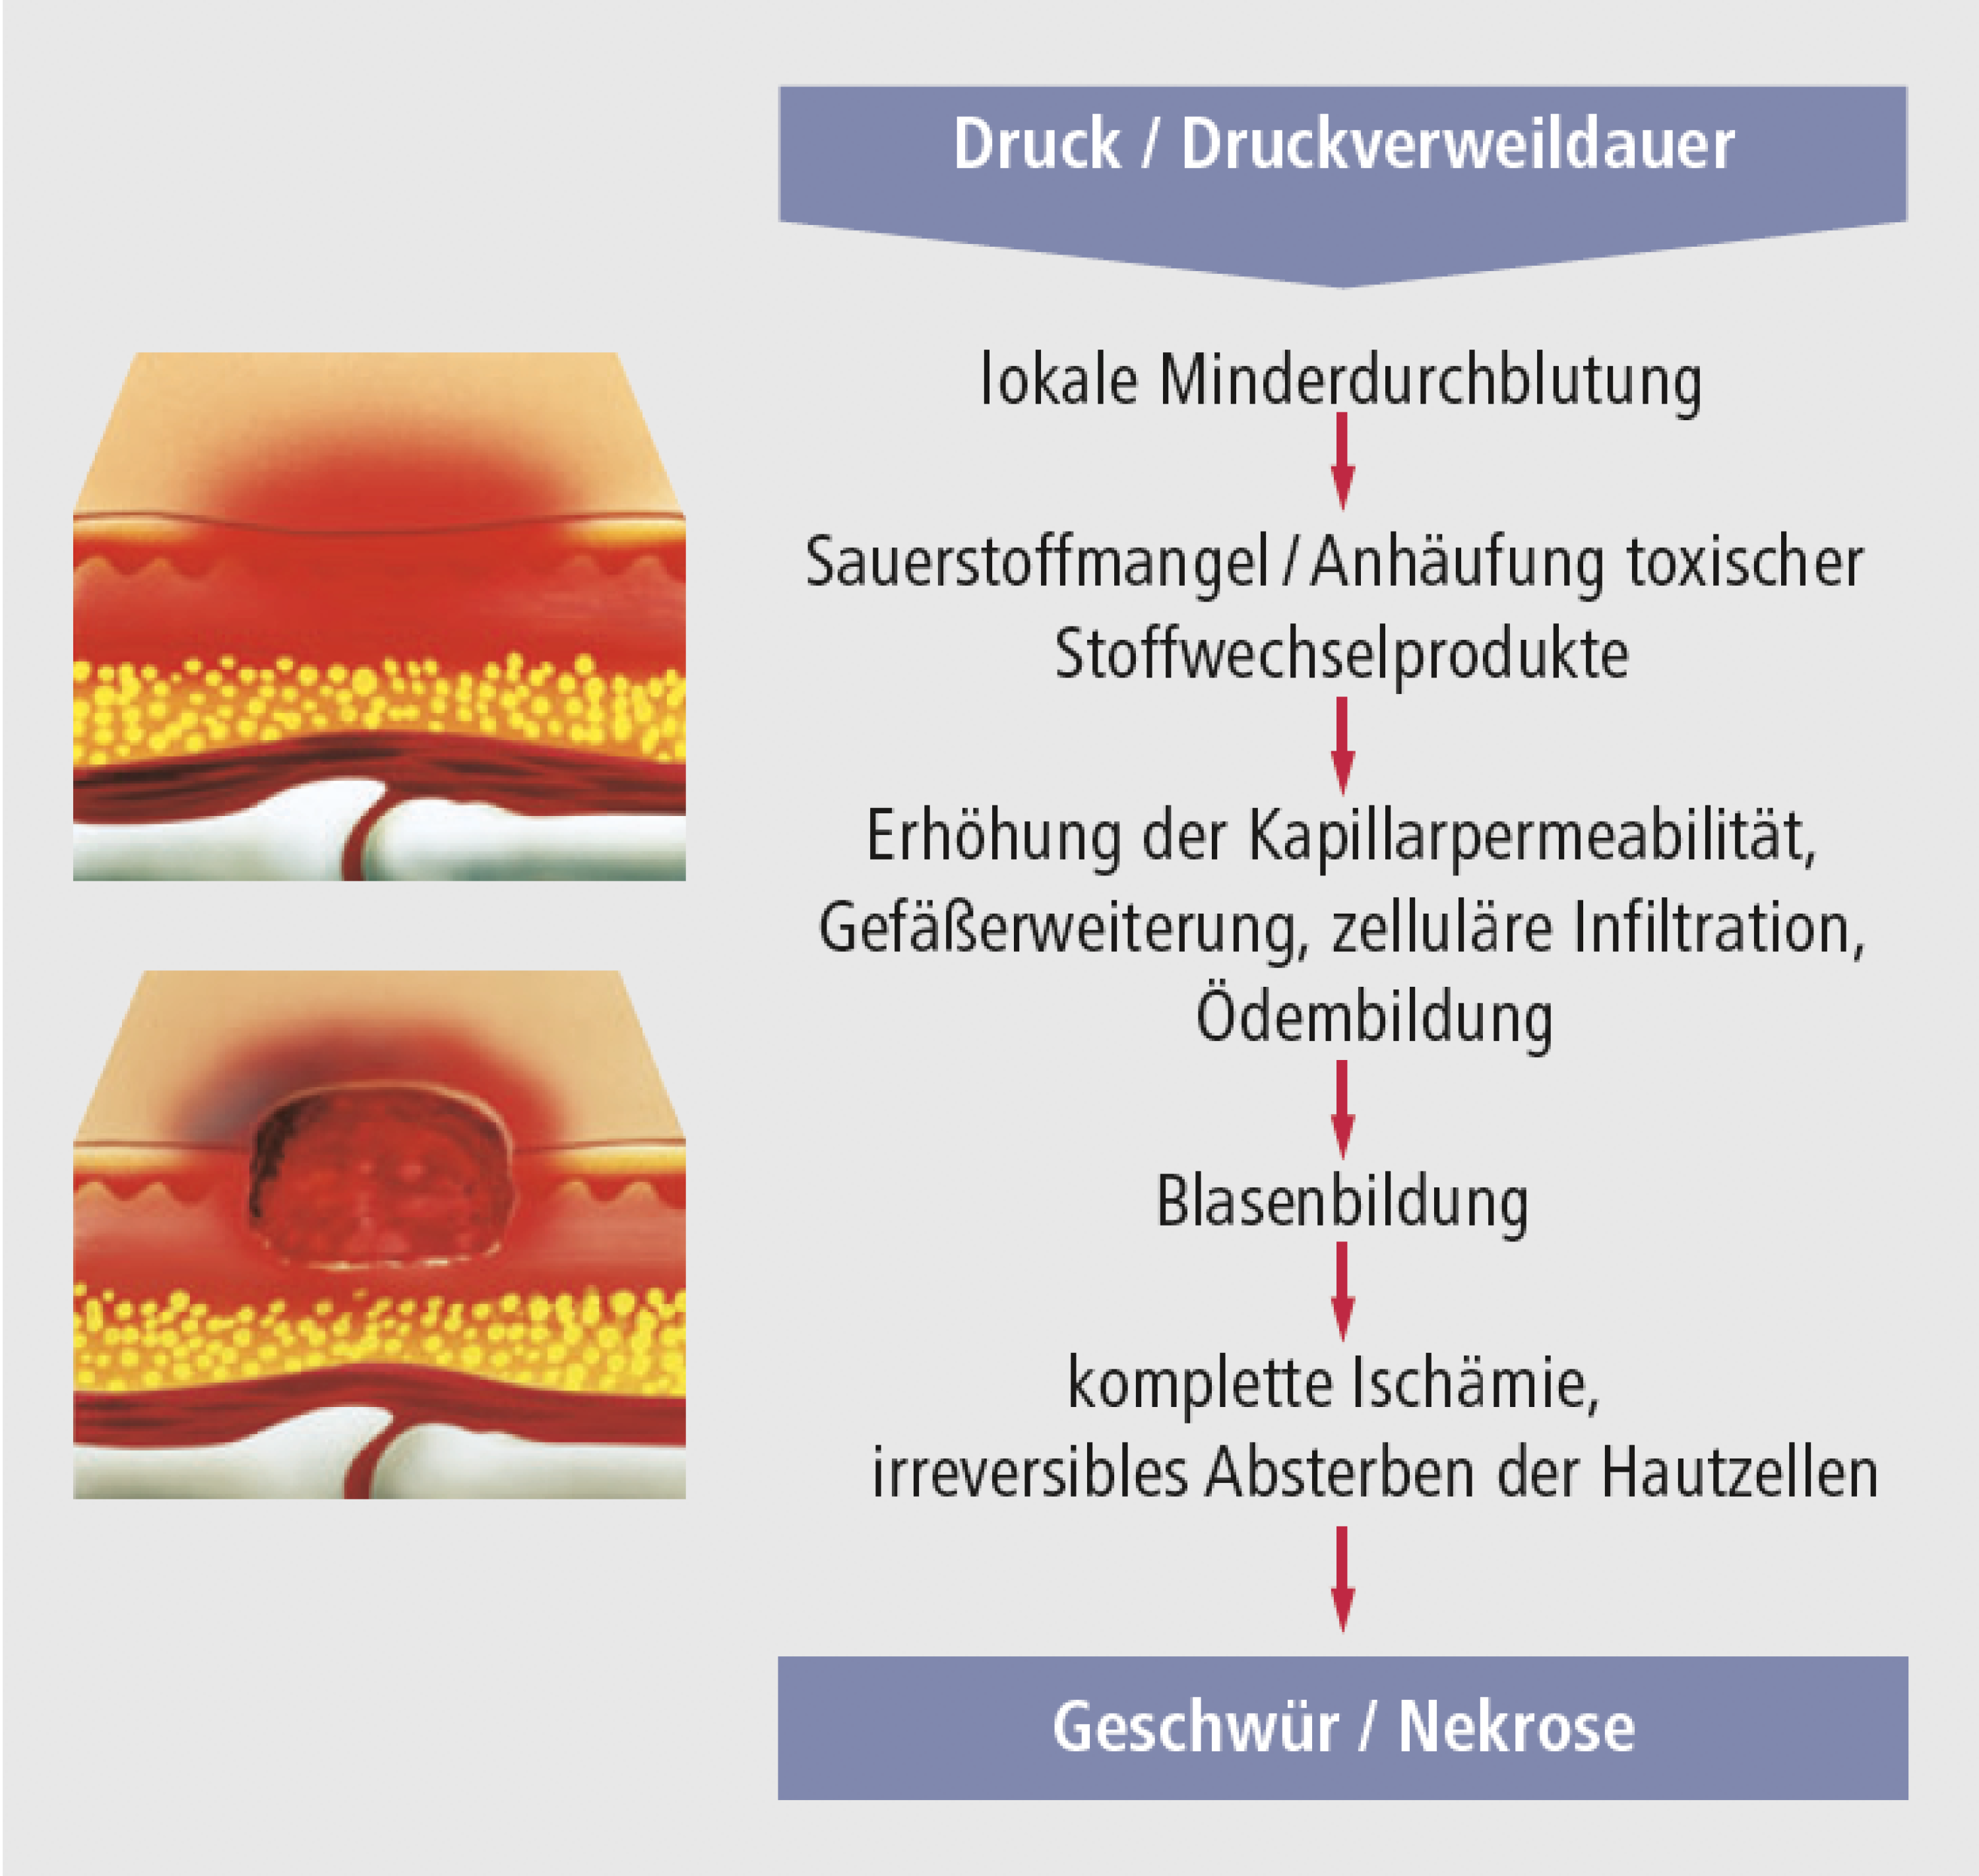 Druck / Druckverweildauer
lokale Minderdurchblutung
Sauerstoffmangel / Anhäufung toxischer
Stoffwechselprodukte
Erhöhung der Kapillarpermeabilität,
Gefäßerweiterung, zelluläre Infiltration,
Ödembildung
Blasenbildung
komplette Ischämie,
irreversibles Absterben der Hautzellen
Geschwür / Nekrose